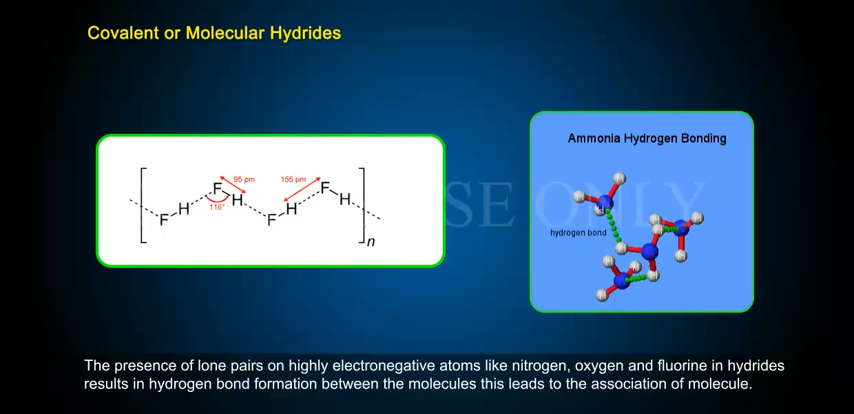 Covalent or Molecular Hydrides
Ammonia Hydrogen Bonding
F H F H F H F H
95 pm
155 pm
116°
n
hydrogen bond
SE ONLY
The presence of lone pairs on highly electronegative atoms like nitrogen, oxygen and fluorine in hydrides
results in hydrogen bond formation between the molecules this leads to the association of molecule.